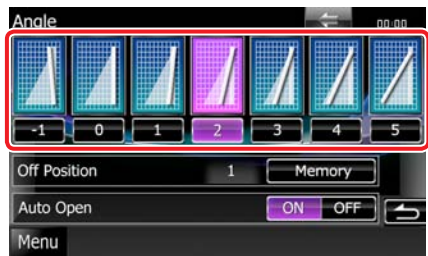 Angle 00:00
-1 0 1 2 3 4 5
Off Position 1 Memory
Auto Open ON OFF
Menu